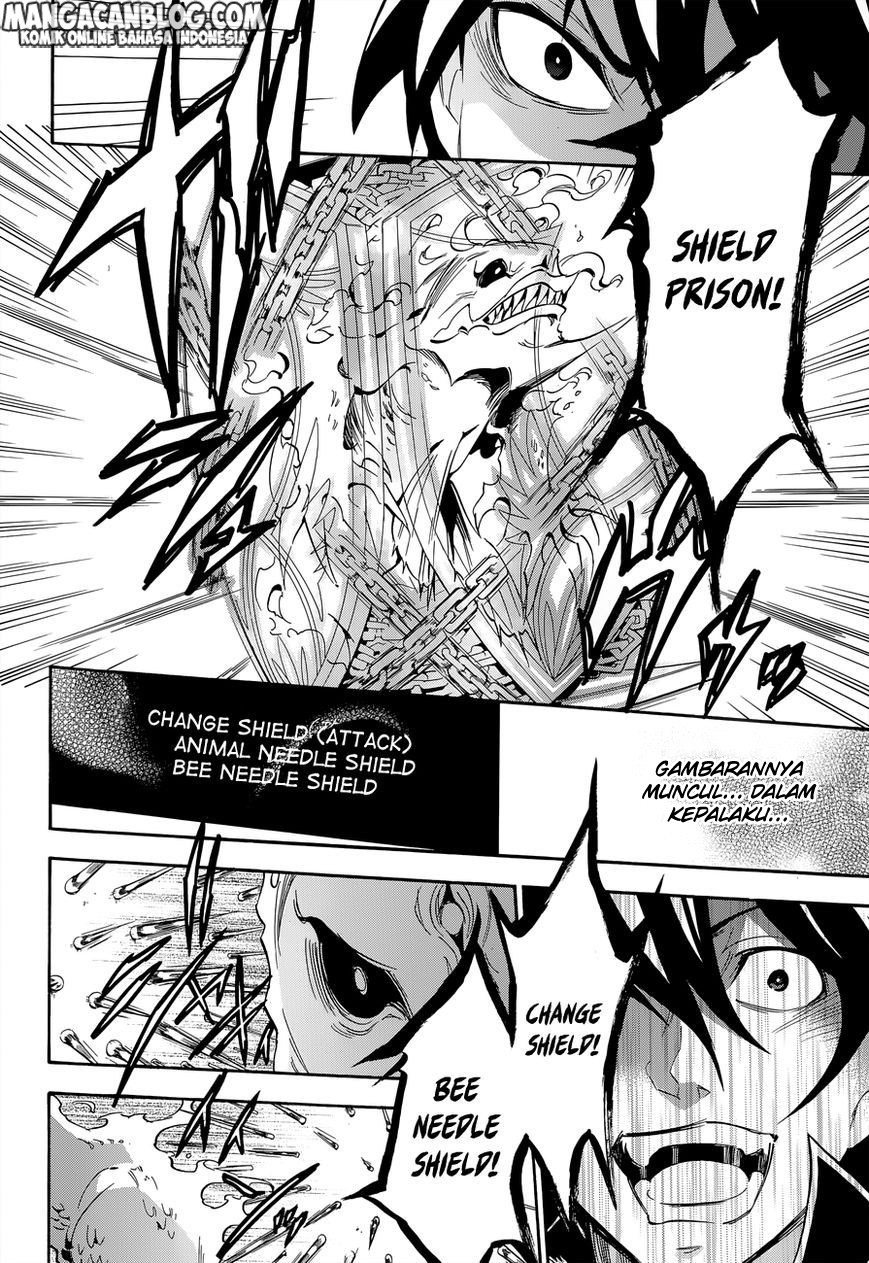 MANGACANBLOG.COM
KOMIK ONLINE BAHASA INDONESIA
SHIELD
PRISON!
GAMBARANNYA
MUNCUL... DALAM
KEPALAKU...
CHANGE SHIELD (ATTACK)
ANIMAL NEEDLE SHIELD
BEE NEEDLE SHIELD
CHANGE
SHIELD!
BEE
NEEDLE
SHIELD!